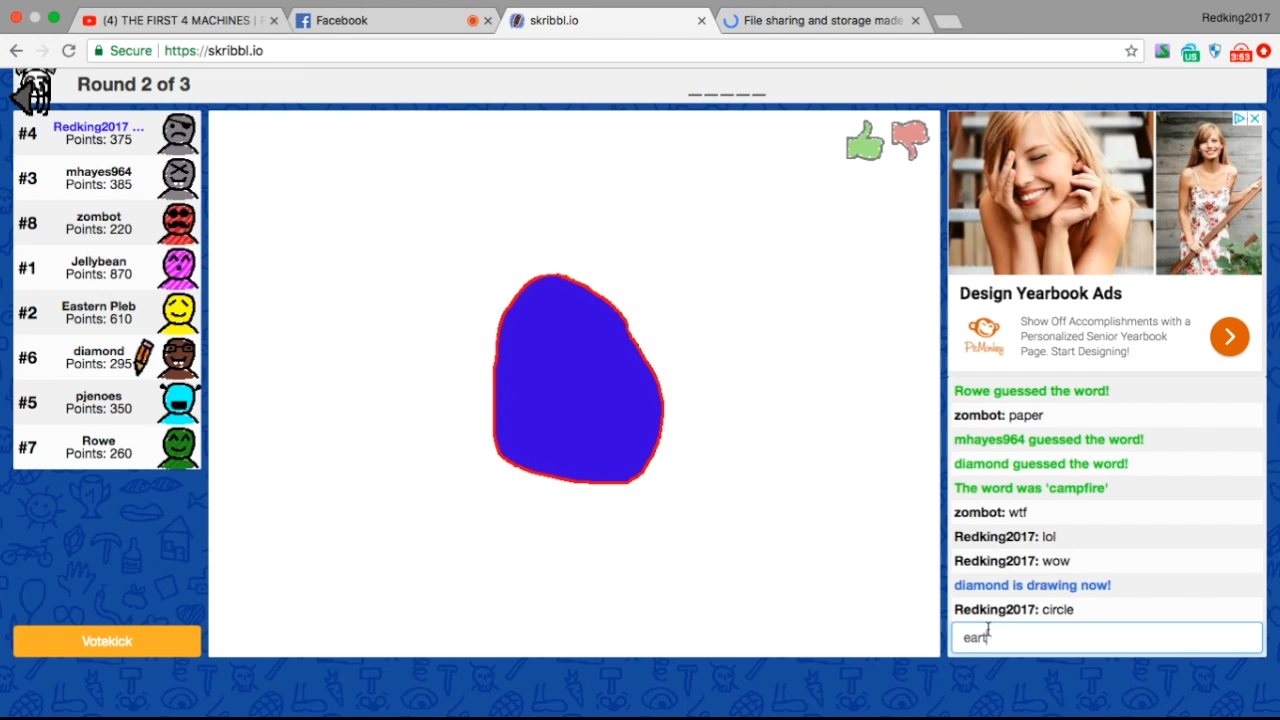 (4) THE FIRST 4 MACHINES | F
Facebook
skribbl.io
File sharing and storage made
Redking2017
Secure
https://skribbl.io
US
3:53
Round 2 of 3
_ _ _ _ _
#4
Redking2017 ...
Points: 375
#3
mhayes964
Points: 385
#8
zombot
Points: 220
#1
Jellybean
Points: 870
#2
Eastern Pleb
Points: 610
#6
diamond
Points: 295
#5
pjenoes
Points: 350
#7
Rowe
Points: 260
Votekick
Design Yearbook Ads
PicMonkey
Show Off Accomplishments with a
Personalized Senior Yearbook
Page. Start Designing!
Rowe guessed the word!
zombot: paper
mhayes964 guessed the word!
diamond guessed the word!
The word was 'campfire'
zombot: wtf
Redking2017: lol
Redking2017: wow
diamond is drawing now!
Redking2017: circle
eart